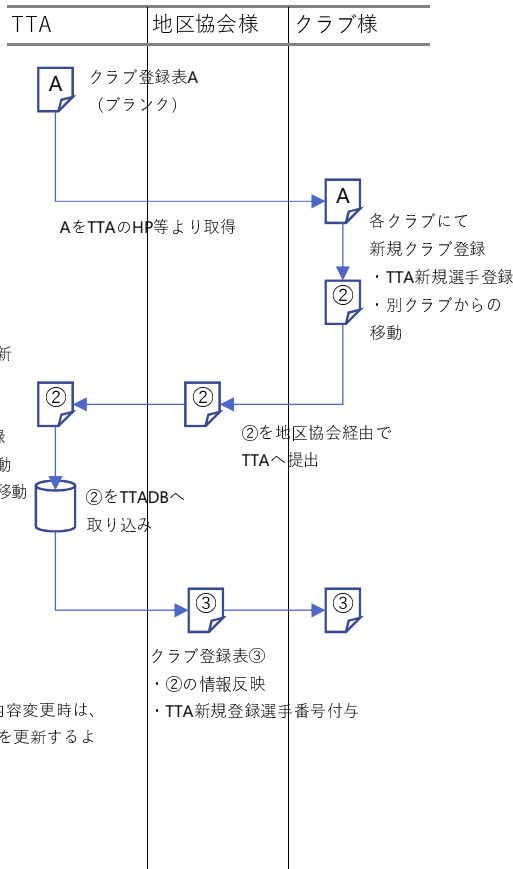 TTA 地区協会様 クラブ様
A
クラブ登録表A
（ブランク）
AをTTAのHP等より取得
A
各クラブにて
新規クラブ登録
・TTA新規選手登録
・別クラブからの
移動
②
新
②
②
②を地区協会経由で
TTAへ提出
録
動
移動
②をTTADBへ
取り込み
③
③
クラブ登録表③
・②の情報反映
・TTA新規登録選手番号付与
内容変更時は、
を更新するよ